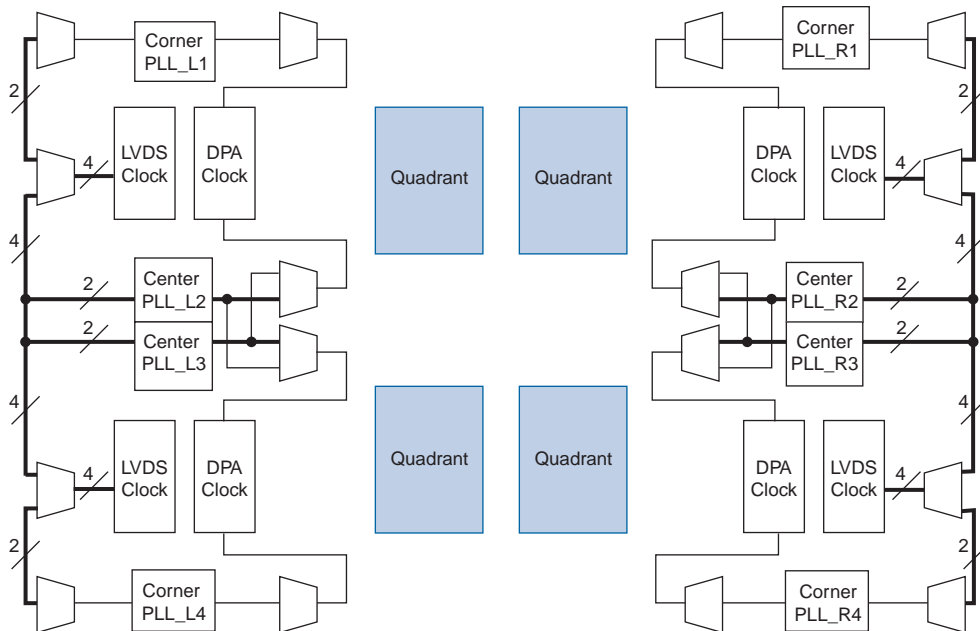 Corner
PLL_L1
Corner
PLL_R1
2
2
LVDS
Clock
DPA
Clock
Quadrant
Quadrant
DPA
Clock
LVDS
Clock
4
4
4
4
2
Center
PLL_L2
Center
PLL_R2
2
2
Center
PLL_L3
Center
PLL_R3
2
4
4
LVDS
Clock
DPA
Clock
Quadrant
Quadrant
DPA
Clock
LVDS
Clock
4
4
2
2
Corner
PLL_L4
Corner
PLL_R4